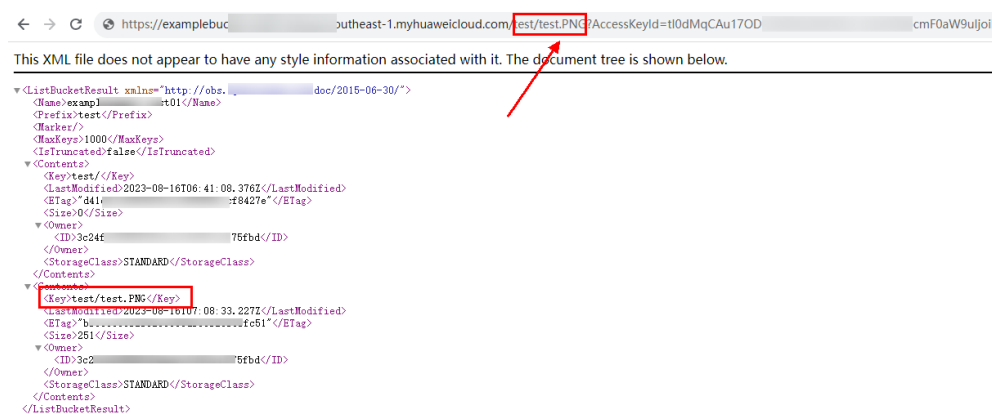 https://examplebuc outheast-1.myhuaweicloud.com/test/test.PNG?AccessKeyId=tI0dMqCAu17OD cmF0aW9uIjoi
This XML file does not appear to have any style information associated with it. The document tree is shown below.
▼<ListBucketResult xmlns="http://obs. doc/2015-06-30/">
<Name>exampl st01</Name>
<Prefix>test</Prefix>
<Marker/>
<MaxKeys>1000</MaxKeys>
<IsTruncated>false</IsTruncated>
▼<Contents>
<Key>test/</Key>
<LastModified>2023-08-16T06:41:08.376Z</LastModified>
<ETag>"d41 cf8427e"</ETag>
<Size>0</Size>
▼<Owner>
<ID>3c24f 75fbd</ID>
</Owner>
<StorageClass>STANDARD</StorageClass>
</Contents>
▼<Contents>
<Key>test/test.PNG</Key>
<LastModified>2023-08-16T07:08:33.227Z</LastModified>
<ETag>"b fc51"</ETag>
<Size>251</Size>
▼<Owner>
<ID>3c2 5fbd</ID>
</Owner>
<StorageClass>STANDARD</StorageClass>
</Contents>
</ListBucketResult>